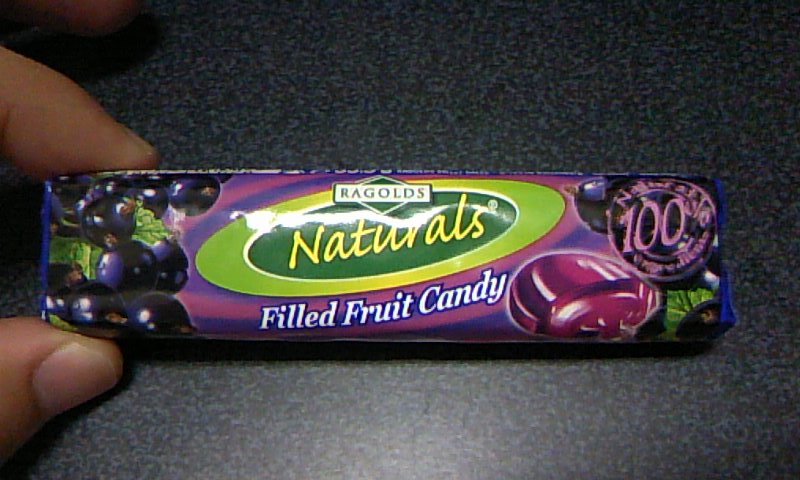 RAGOLDS
Naturals®
Filled Fruit Candy
100%